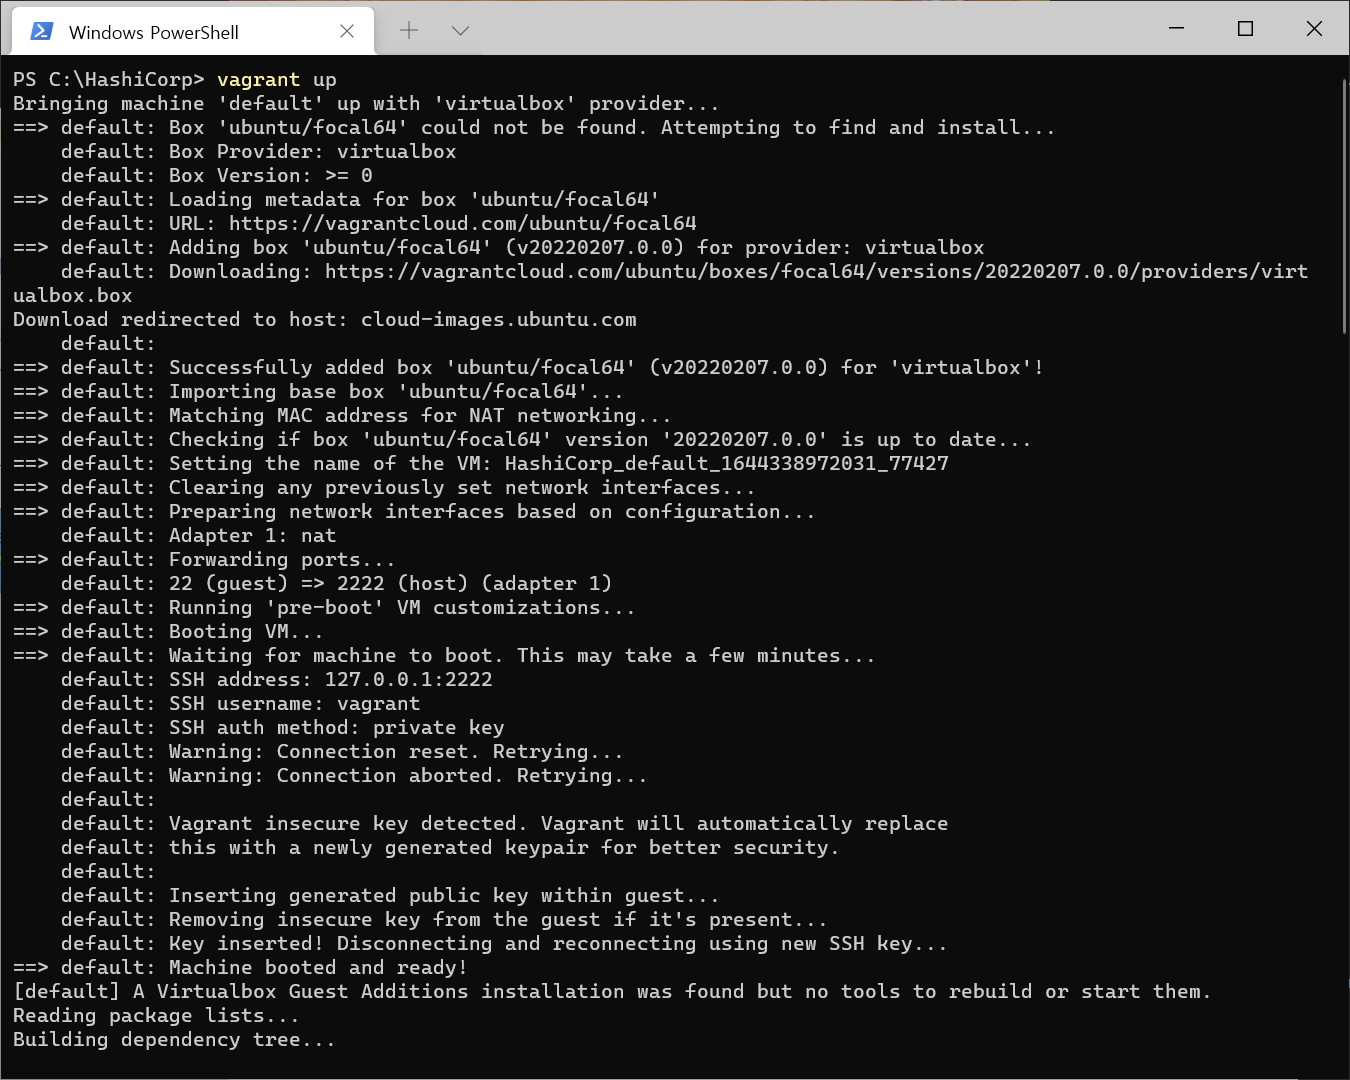 Windows PowerShell
PS C:\HashiCorp> vagrant up
Bringing machine 'default' up with 'virtualbox' provider...
==> default: Box 'ubuntu/focal64' could not be found. Attempting to find and install...
    default: Box Provider: virtualbox
    default: Box Version: >= 0
==> default: Loading metadata for box 'ubuntu/focal64'
    default: URL: https://vagrantcloud.com/ubuntu/focal64
==> default: Adding box 'ubuntu/focal64' (v20220207.0.0) for provider: virtualbox
    default: Downloading: https://vagrantcloud.com/ubuntu/boxes/focal64/versions/20220207.0.0/providers/virt
ualbox.box
Download redirected to host: cloud-images.ubuntu.com
    default:
==> default: Successfully added box 'ubuntu/focal64' (v20220207.0.0) for 'virtualbox'!
==> default: Importing base box 'ubuntu/focal64'...
==> default: Matching MAC address for NAT networking...
==> default: Checking if box 'ubuntu/focal64' version '20220207.0.0' is up to date...
==> default: Setting the name of the VM: HashiCorp_default_1644338972031_77427
==> default: Clearing any previously set network interfaces...
==> default: Preparing network interfaces based on configuration...
    default: Adapter 1: nat
==> default: Forwarding ports...
    default: 22 (guest) => 2222 (host) (adapter 1)
==> default: Running 'pre-boot' VM customizations...
==> default: Booting VM...
==> default: Waiting for machine to boot. This may take a few minutes...
    default: SSH address: 127.0.0.1:2222
    default: SSH username: vagrant
    default: SSH auth method: private key
    default: Warning: Connection reset. Retrying...
    default: Warning: Connection aborted. Retrying...
    default:
    default: Vagrant insecure key detected. Vagrant will automatically replace
    default: this with a newly generated keypair for better security.
    default:
    default: Inserting generated public key within guest...
    default: Removing insecure key from the guest if it's present...
    default: Key inserted! Disconnecting and reconnecting using new SSH key...
==> default: Machine booted and ready!
[default] A Virtualbox Guest Additions installation was found but no tools to rebuild or start them.
Reading package lists...
Building dependency tree...